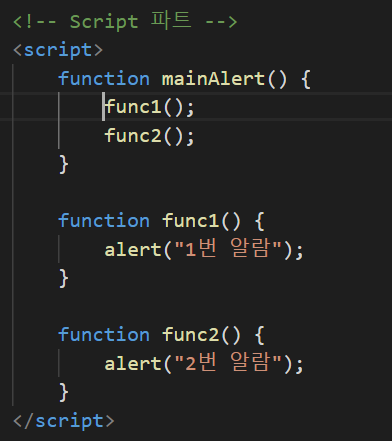 <!-- Script 파트 -->
<script>
    function mainAlert() {
        func1();
        func2();
    }

    function func1() {
        alert("1번 알람");
    }

    function func2() {
        alert("2번 알람");
    }
</script>